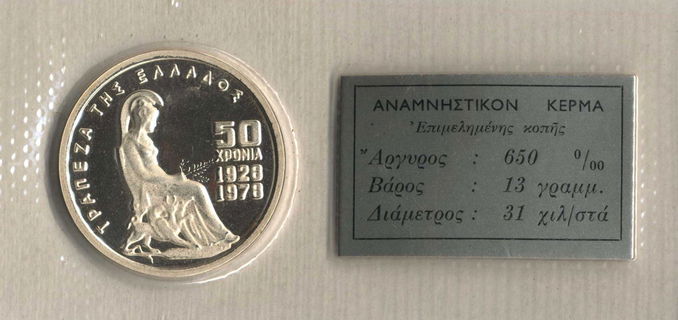 ΤΡΑΠΕΖΑ ΤΗΣ ΕΛΛΑΔΟΣ
50
ΧΡΟΝΙΑ
1928
1978
ΑΝΑΜΝΗΣΤΙΚΟΝ ΚΕΡΜΑ
Ἐπιμελημένης κοπῆς
Ἄργυρος : 650 0/00
Βάρος : 13 γραμμ.
Διάμετρος : 31 χιλ/στά